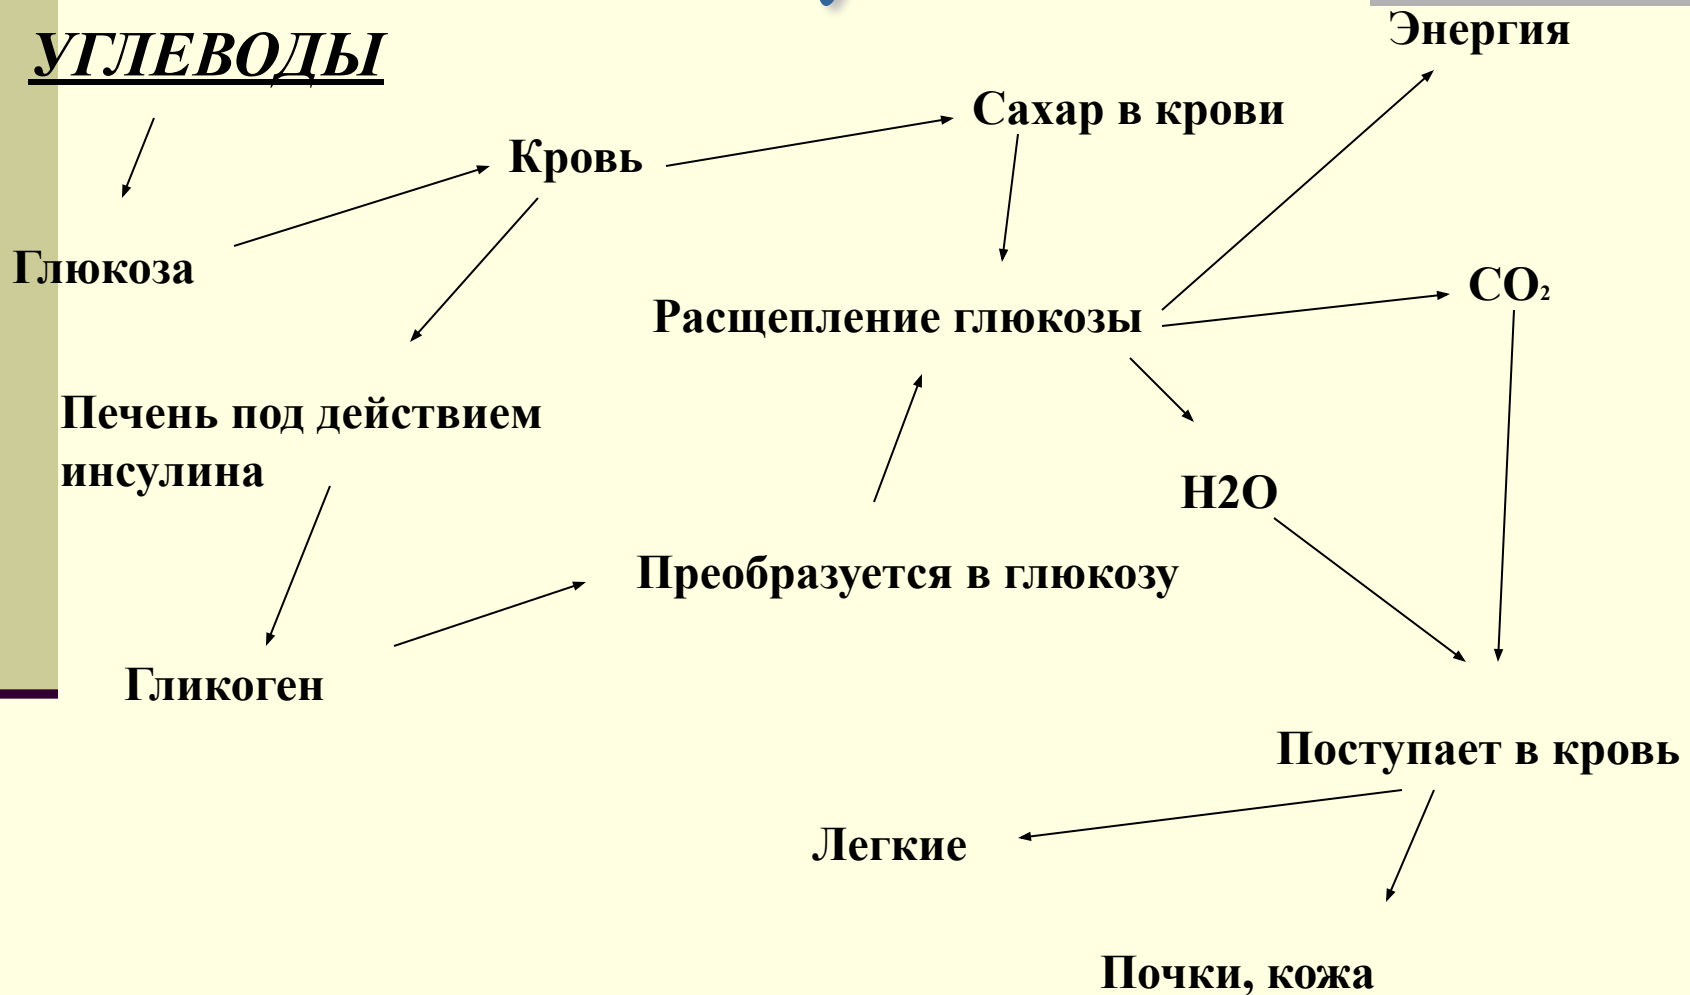 УГЛЕВОДЫ
Энергия
Сахар в крови
Кровь
Глюкоза
CO₂
Расщепление глюкозы
Печень под действием
инсулина
H2O
Преобразуется в глюкозу
Гликоген
Поступает в кровь
Легкие
Почки, кожа